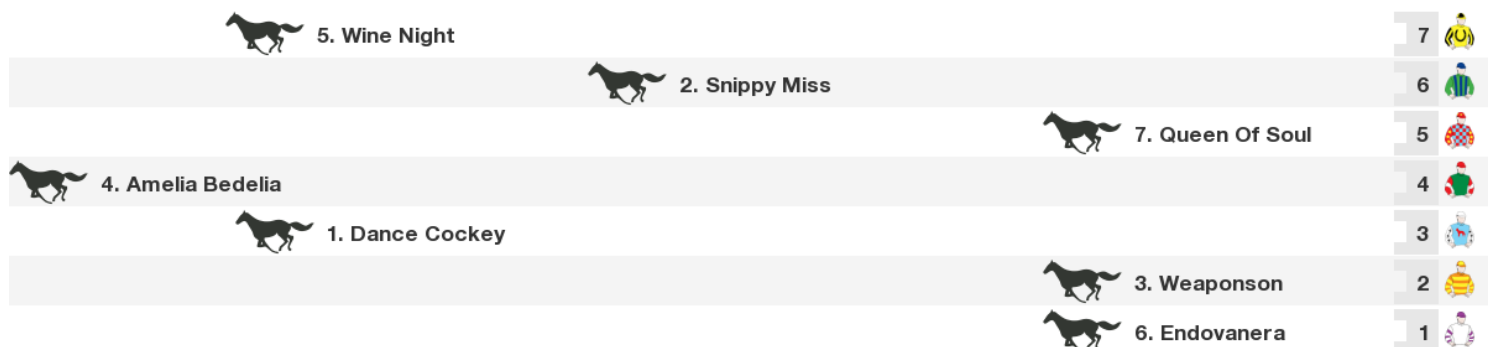 5. Wine Night 7
2. Snippy Miss 6
7. Queen Of Soul 5
4. Amelia Bedelia 4
1. Dance Cockey 3
3. Weaponson 2
6. Endovanera 1